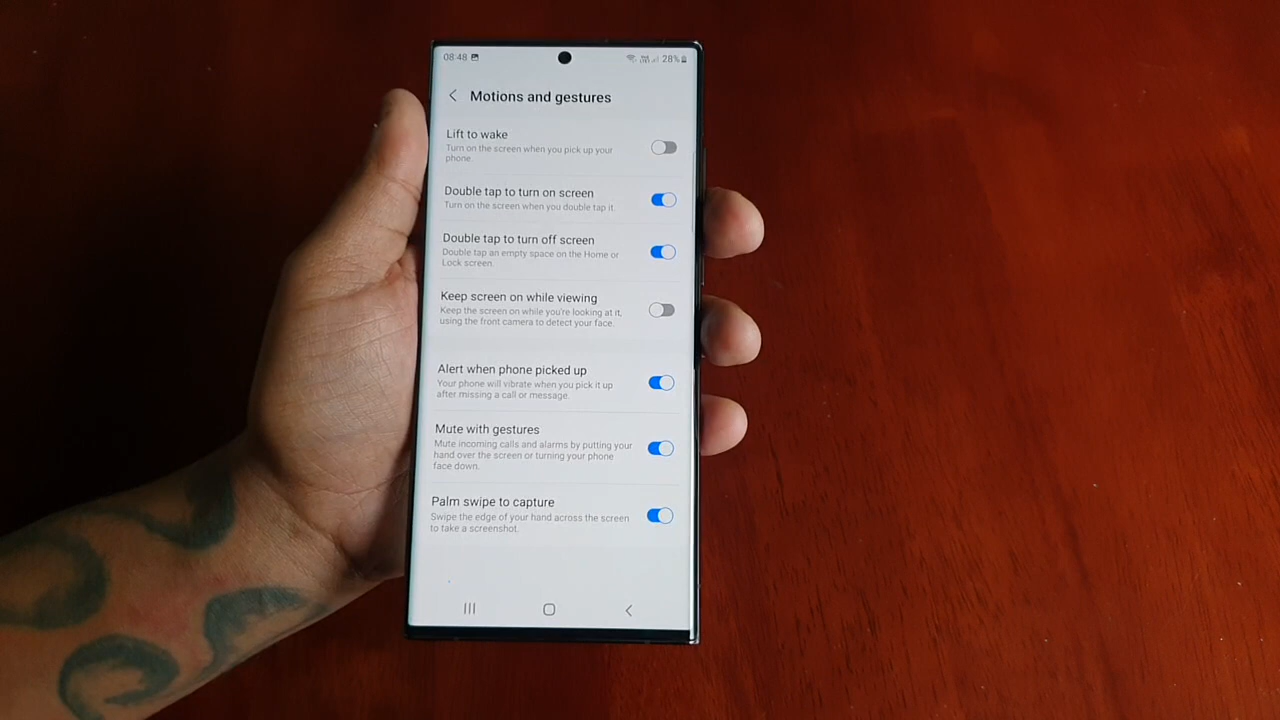 08:48
28%
Motions and gestures
Lift to wake
Turn on the screen when you pick up your
phone.
Double tap to turn on screen
Turn on the screen when you double tap it.
Double tap to turn off screen
Double tap an empty space on the Home or
Lock screen.
Keep screen on while viewing
Keep the screen on while you're looking at it,
using the front camera to detect your face.
Alert when phone picked up
Your phone will vibrate when you pick it up
after missing a call or message.
Mute with gestures
Mute incoming calls and alarms by putting your
hand over the screen or turning your phone
face down.
Palm swipe to capture
Swipe the edge of your hand across the screen
to take a screenshot.